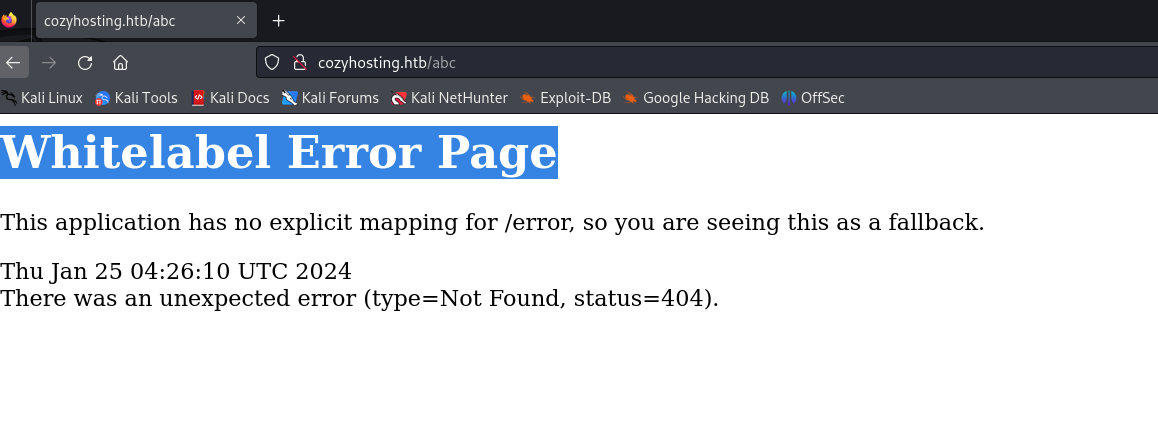 cozyhosting.htb/abc
cozyhosting.htb/abc
Kali Linux Kali Tools Kali Docs Kali Forums Kali NetHunter Exploit-DB Google Hacking DB OffSec
Whitelabel Error Page
This application has no explicit mapping for /error, so you are seeing this as a fallback.
Thu Jan 25 04:26:10 UTC 2024
There was an unexpected error (type=Not Found, status=404).